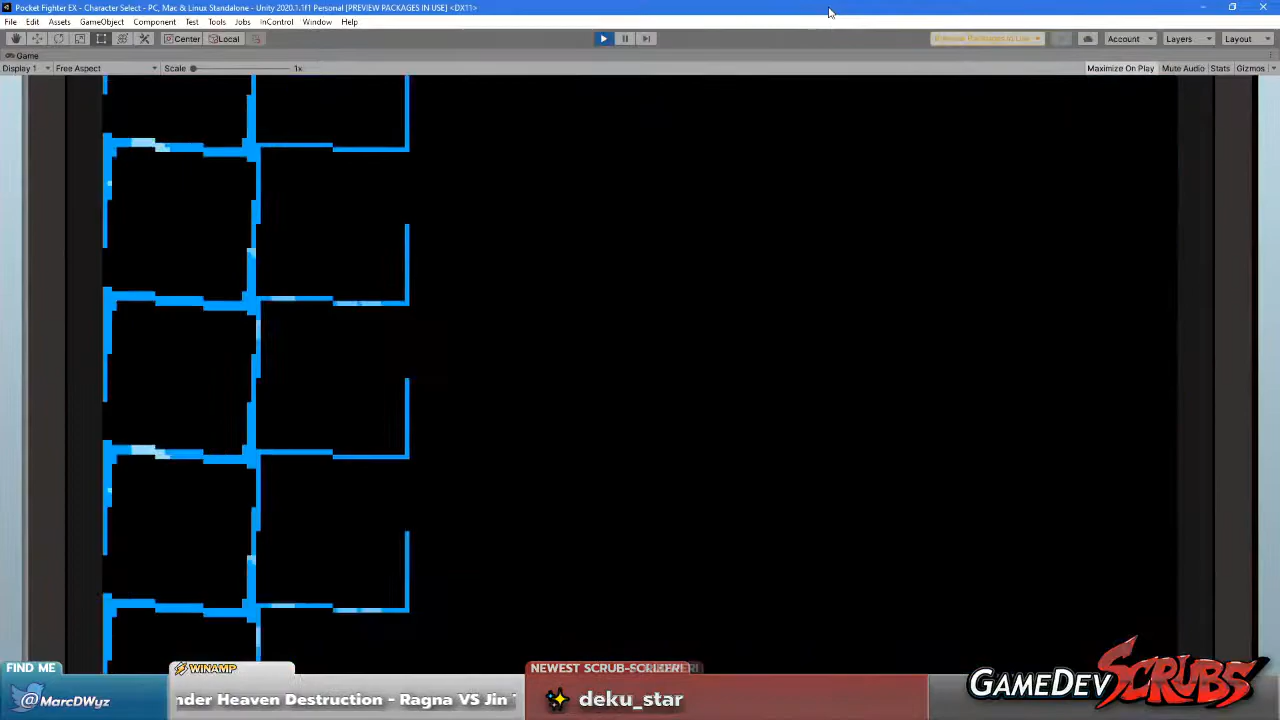 Pocket Fighter EX - Character Select - PC, Mac & Linux Standalone - Unity 2020.1.1f1 Personal [PREVIEW PACKAGES IN USE] <DX11>
File Edit Assets GameObject Component Test Tools Jobs InControl Window Help
Center Local Account Layers Layout
Game
Display 1 Free Aspect Scale 1x Maximize On Play Mute Audio Stats Gizmos
FIND ME WINAMP NEWEST
@MarcDWyz nder Heaven Destruction - Ragna VS Jin deku_star GAMEDEV SCRUBS